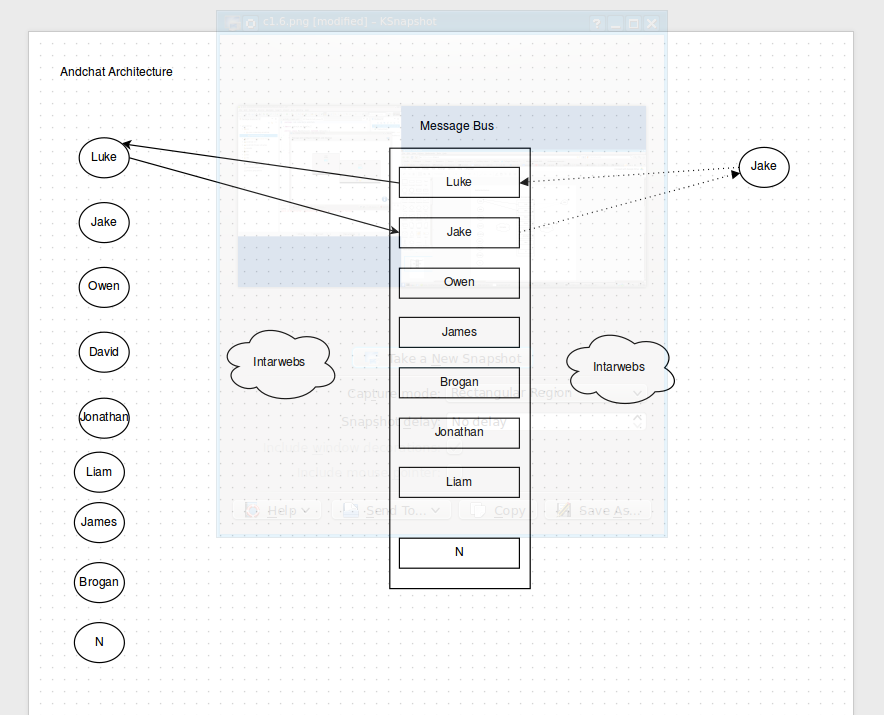 c1.6.png [modified] – KSnapshot
Andchat Architecture
Message Bus
Luke
Jake
Owen
David
Jonathan
Liam
James
Brogan
N
Luke
Jake
Owen
James
Brogan
Jonathan
Liam
N
Jake
Intarwebs
Intarwebs
Take a New Snapshot
Capture mode: Rectangular Region
Snapshot delay: No delay
Help
Send To...
Copy
Save As...